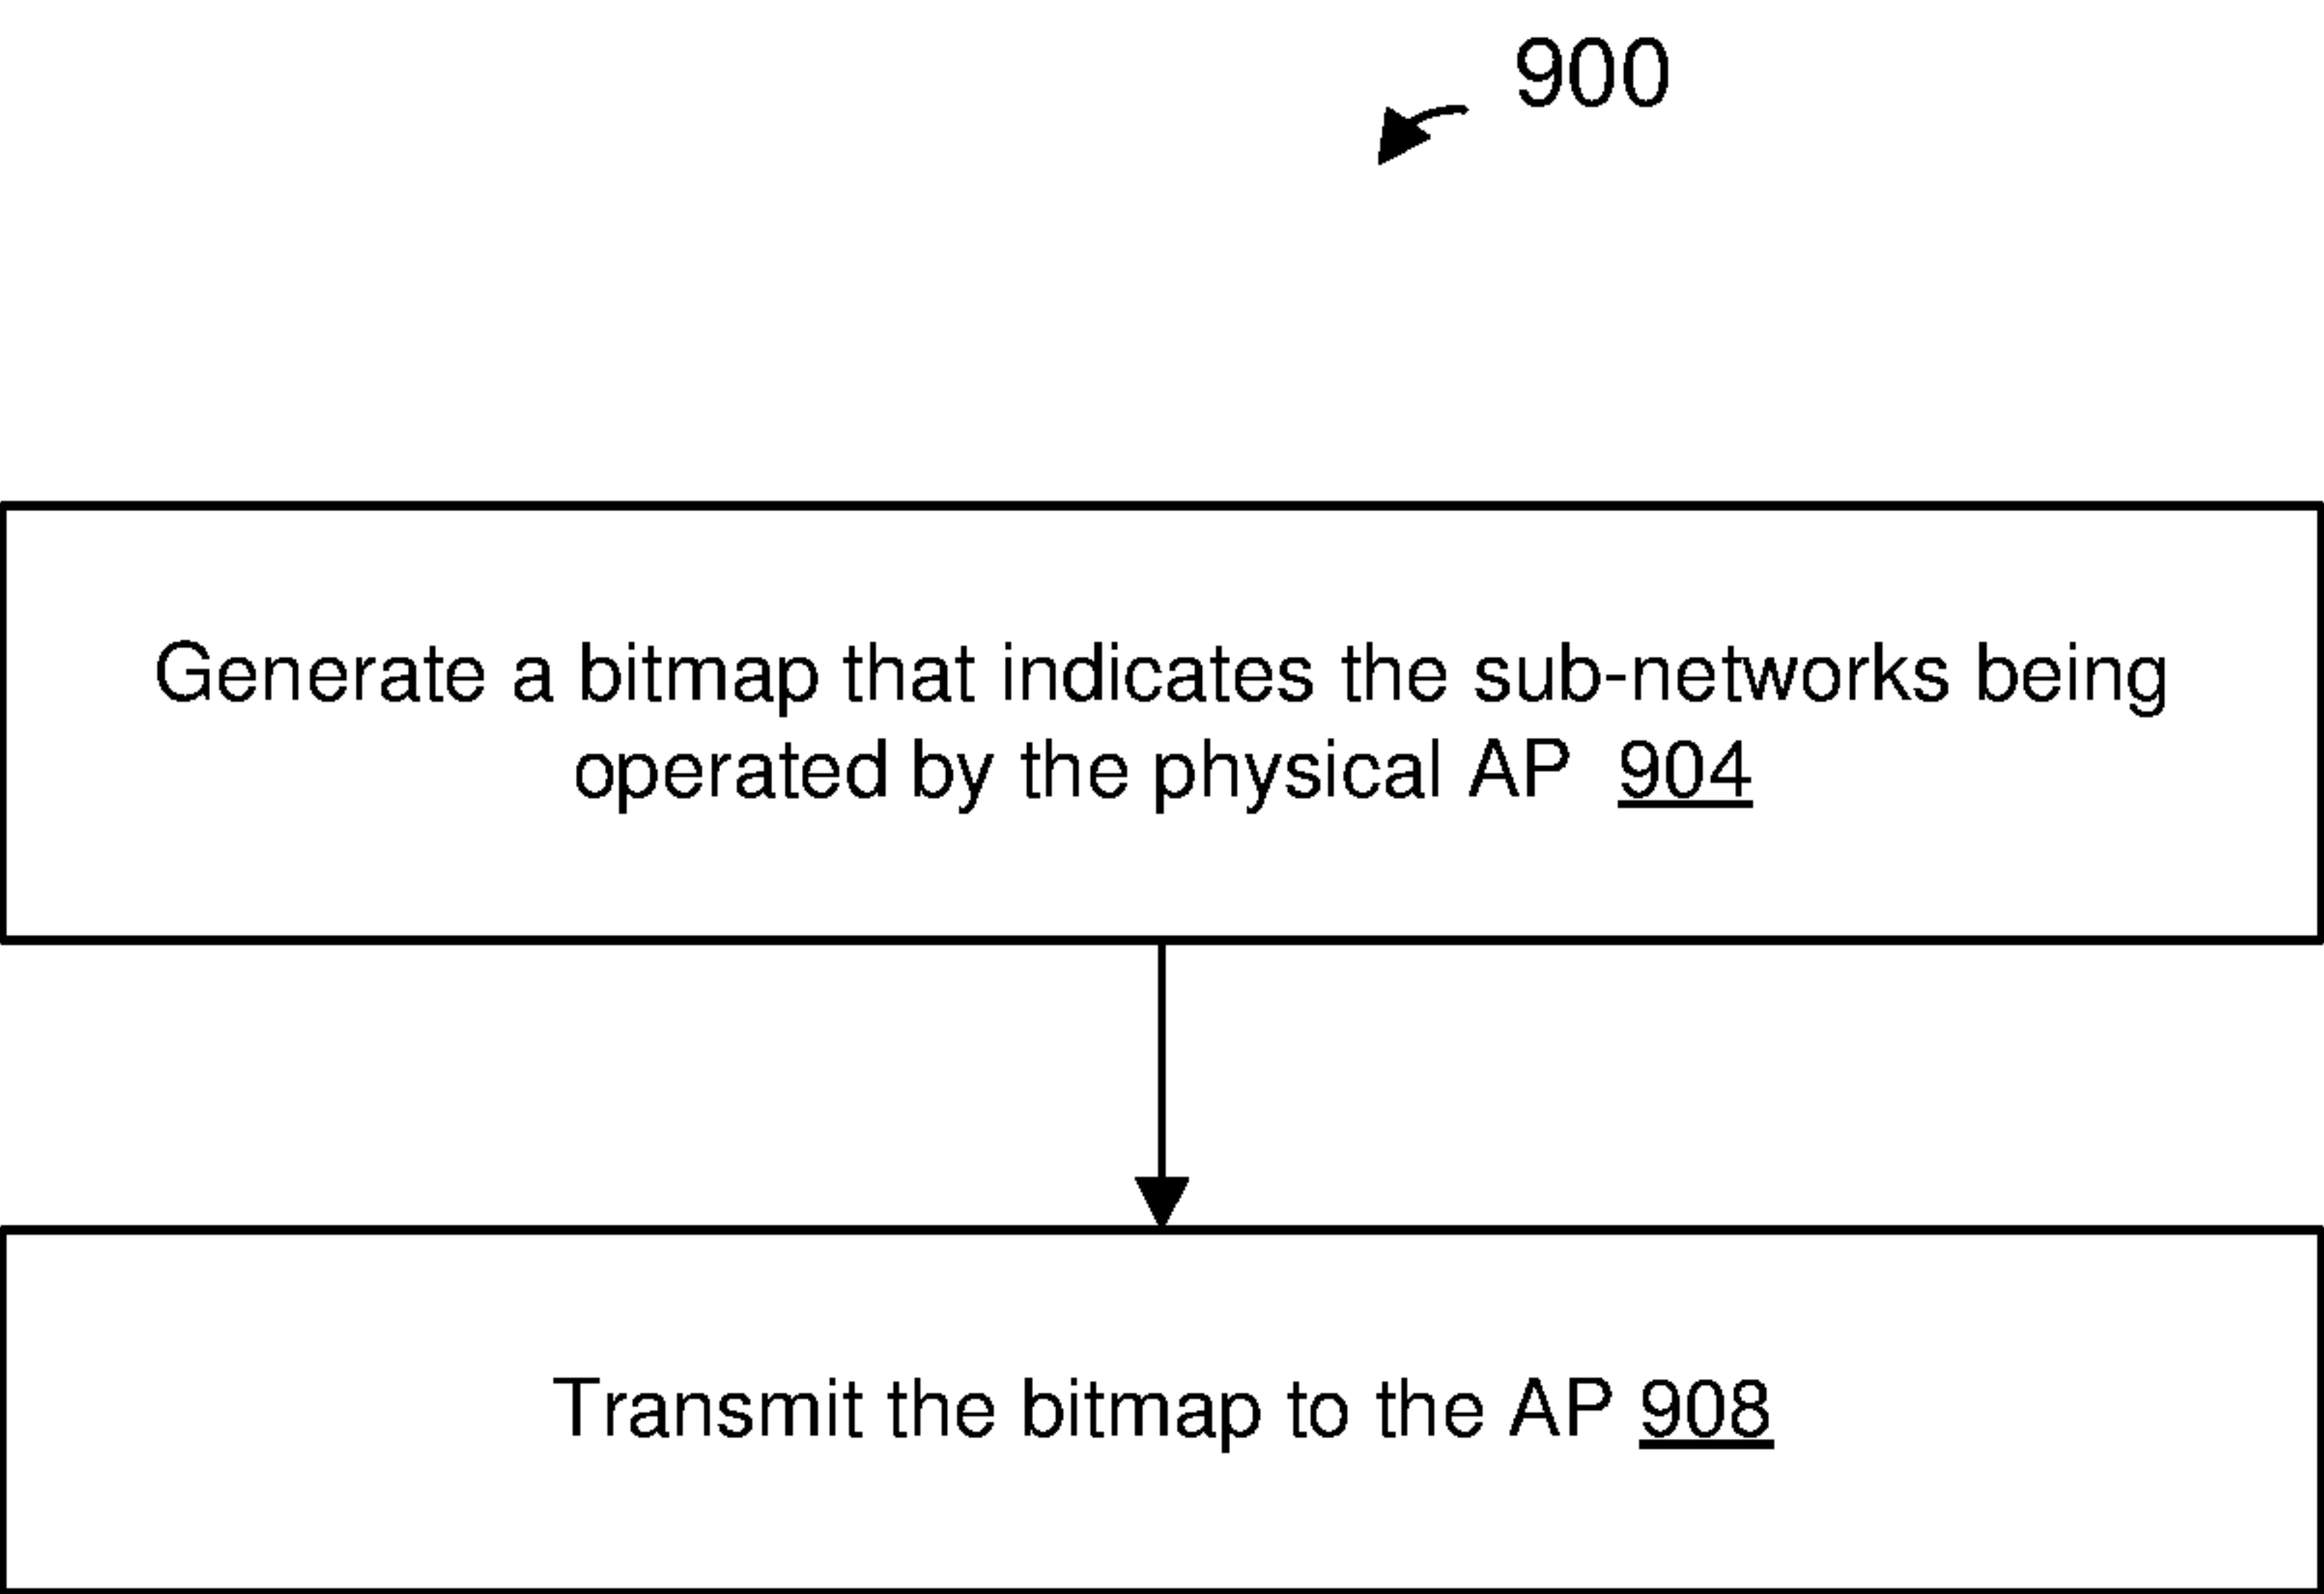 900
Generate a bitmap that indicates the sub-networks being
operated by the physical AP 904
Transmit the bitmap to the AP 908